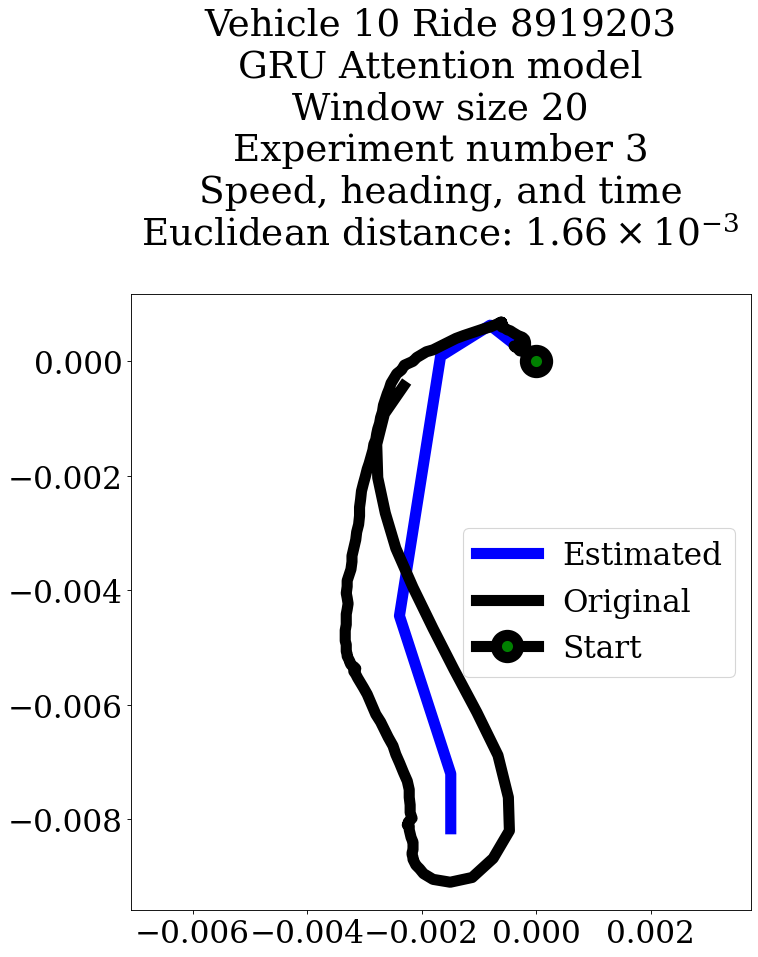 Vehicle 10 Ride 8919203
GRU Attention model
Window size 20
Experiment number 3
Speed, heading, and time
Euclidean distance: 1.66 × 10⁻³
0.000
−0.002
−0.004
−0.006
−0.008
Estimated
Original
Start
−0.006 −0.004 −0.002 0.000 0.002